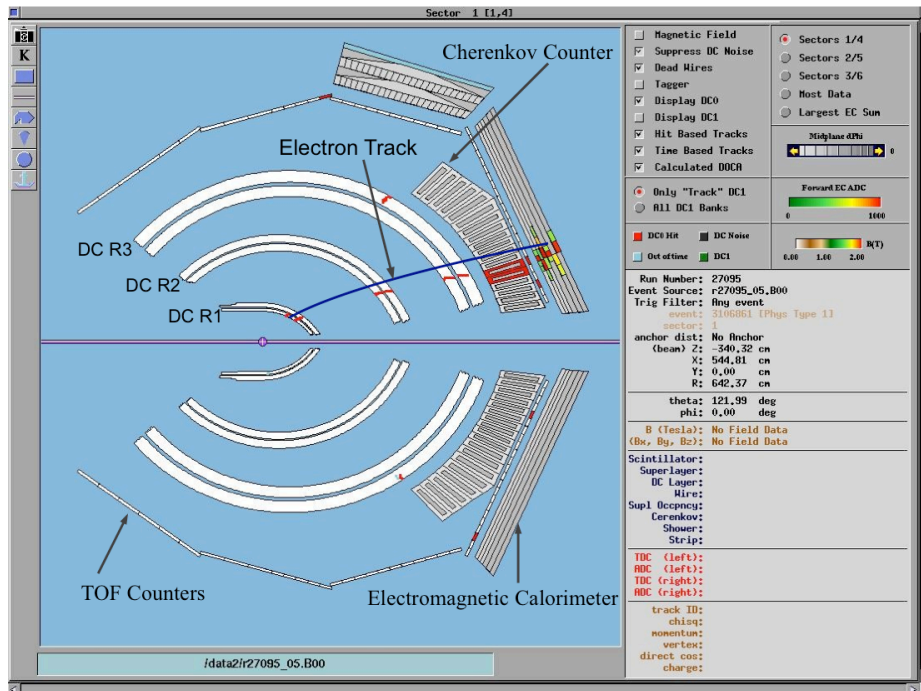 Sector 1 [1,4]
K
Cherenkov Counter
Electron Track
DC R3
DC R2
DC R1
TOF Counters
Electromagnetic Calorimeter
/data2/r27095_05.B00
Magnetic Field
Suppress DC Noise
Dead Wires
Tagger
Display DC0
Display DC1
Hit Based Tracks
Time Based Tracks
Calculated DOCA
Sectors 1/4
Sectors 2/5
Sectors 3/6
Most Data
Largest EC Sum
Midplane dPhi
0
Only "Track" DC1
All DC1 Banks
Forward EC ADC
0 1000
DC0 Hit DC Noise
Out of time DC1
B(T)
0.00 1.00 2.00
Run Number: 27095
Event Source: r27095_05.B00
Trig Filter: Any event
event: 3106861 [Phys Type 1]
sector: 1
anchor dist: No Anchor
(beam) Z: -340.32 cm
X: 544.81 cm
Y: 0.00 cm
R: 642.37 cm
theta: 121.99 deg
phi: 0.00 deg
B (Tesla): No Field Data
(Bx, By, Bz): No Field Data
Scintillator:
Superlayer:
DC Layer:
Wire:
Supl Occpncy:
Cerenkov:
Shower:
Strip:
TDC (left):
ADC (left):
TDC (right):
ADC (right):
track ID:
chisq:
momentum:
vertex:
direct cos:
charge: